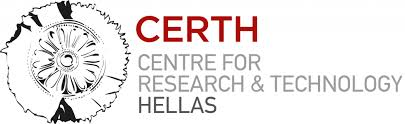 CERTH
CENTRE FOR
RESEARCH & TECHNOLOGY
HELLAS